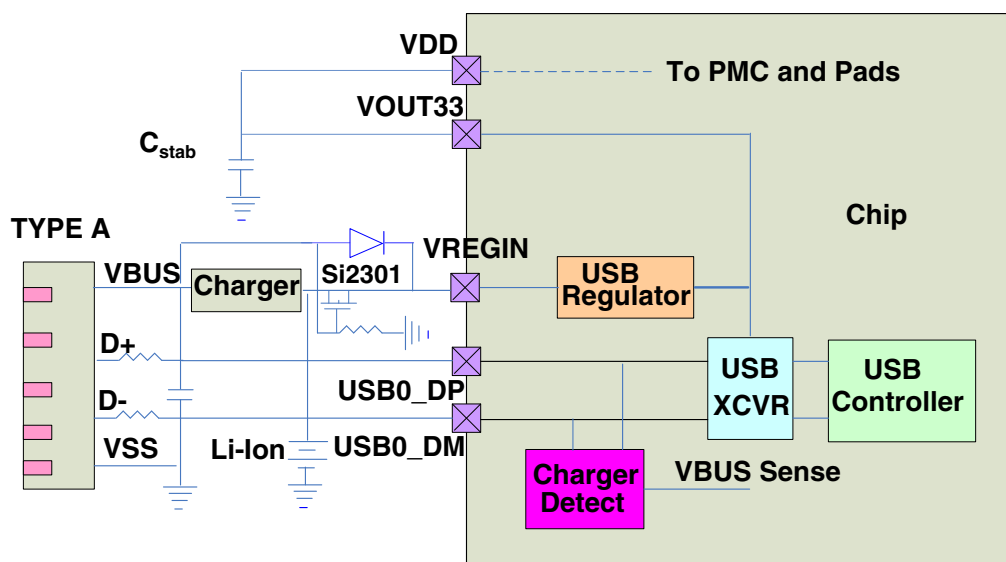 VDD
To PMC and Pads
VOUT33
C_stab
Chip
TYPE A
VREGIN
VBUS
Charger
Si2301
USB
Regulator
D+
USB0_DP
USB
XCVR
USB
Controller
D-
USB0_DM
Li-Ion
VSS
Charger
Detect
VBUS Sense